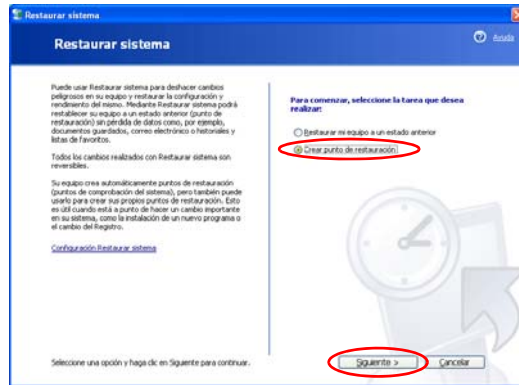 Restaurar sistema
Restaurar sistema
Ayuda
Puede usar Restaurar sistema para deshacer cambios
peligrosos en su equipo y restaurar la configuración y
rendimiento del mismo. Mediante Restaurar sistema podrá
restablecer su equipo a un estado anterior (punto de
restauración) sin pérdida de datos como, por ejemplo,
documentos guardados, correo electrónico o historiales y
listas de favoritos.
Todos los cambios realizados con Restaurar sistema son
reversibles.
Su equipo crea automáticamente puntos de restauración
(puntos de comprobación del sistema), pero también puede
usarlo para crear sus propios puntos de restauración. Esto
es útil cuando está a punto de hacer un cambio importante
en su sistema, como la instalación de un nuevo programa o
el cambio del Registro.
Configuración Restaurar sistema
Para comenzar, seleccione la tarea que desea
realizar:
Restaurar mi equipo a un estado anterior
Crear punto de restauración
Seleccione una opción y haga clic en Siguiente para continuar.
Siguiente >
Cancelar